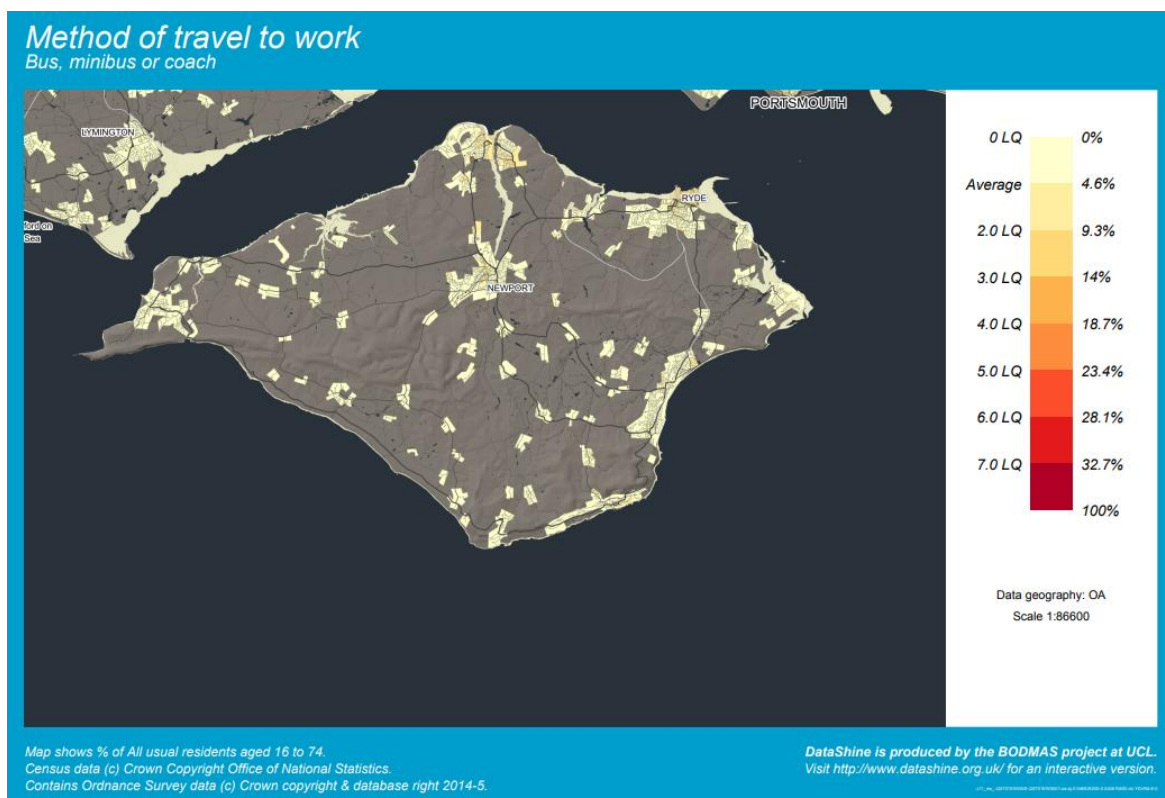 Method of travel to work
Bus, minibus or coach
PORTSMOUTH
LYMINGTON
ford on
Sea
RYDE
NEWPORT
0 LQ 0%
Average 4.6%
2.0 LQ 9.3%
3.0 LQ 14%
4.0 LQ 18.7%
5.0 LQ 23.4%
6.0 LQ 28.1%
7.0 LQ 32.7%
100%
Data geography: OA
Scale 1:86600
Map shows % of All usual residents aged 16 to 74.
Census data (c) Crown Copyright Office of National Statistics.
Contains Ordnance Survey data (c) Crown copyright & database right 2014-5.
DataShine is produced by the BODMAS project at UCL.
Visit http://www.datashine.org.uk/ for an interactive version.